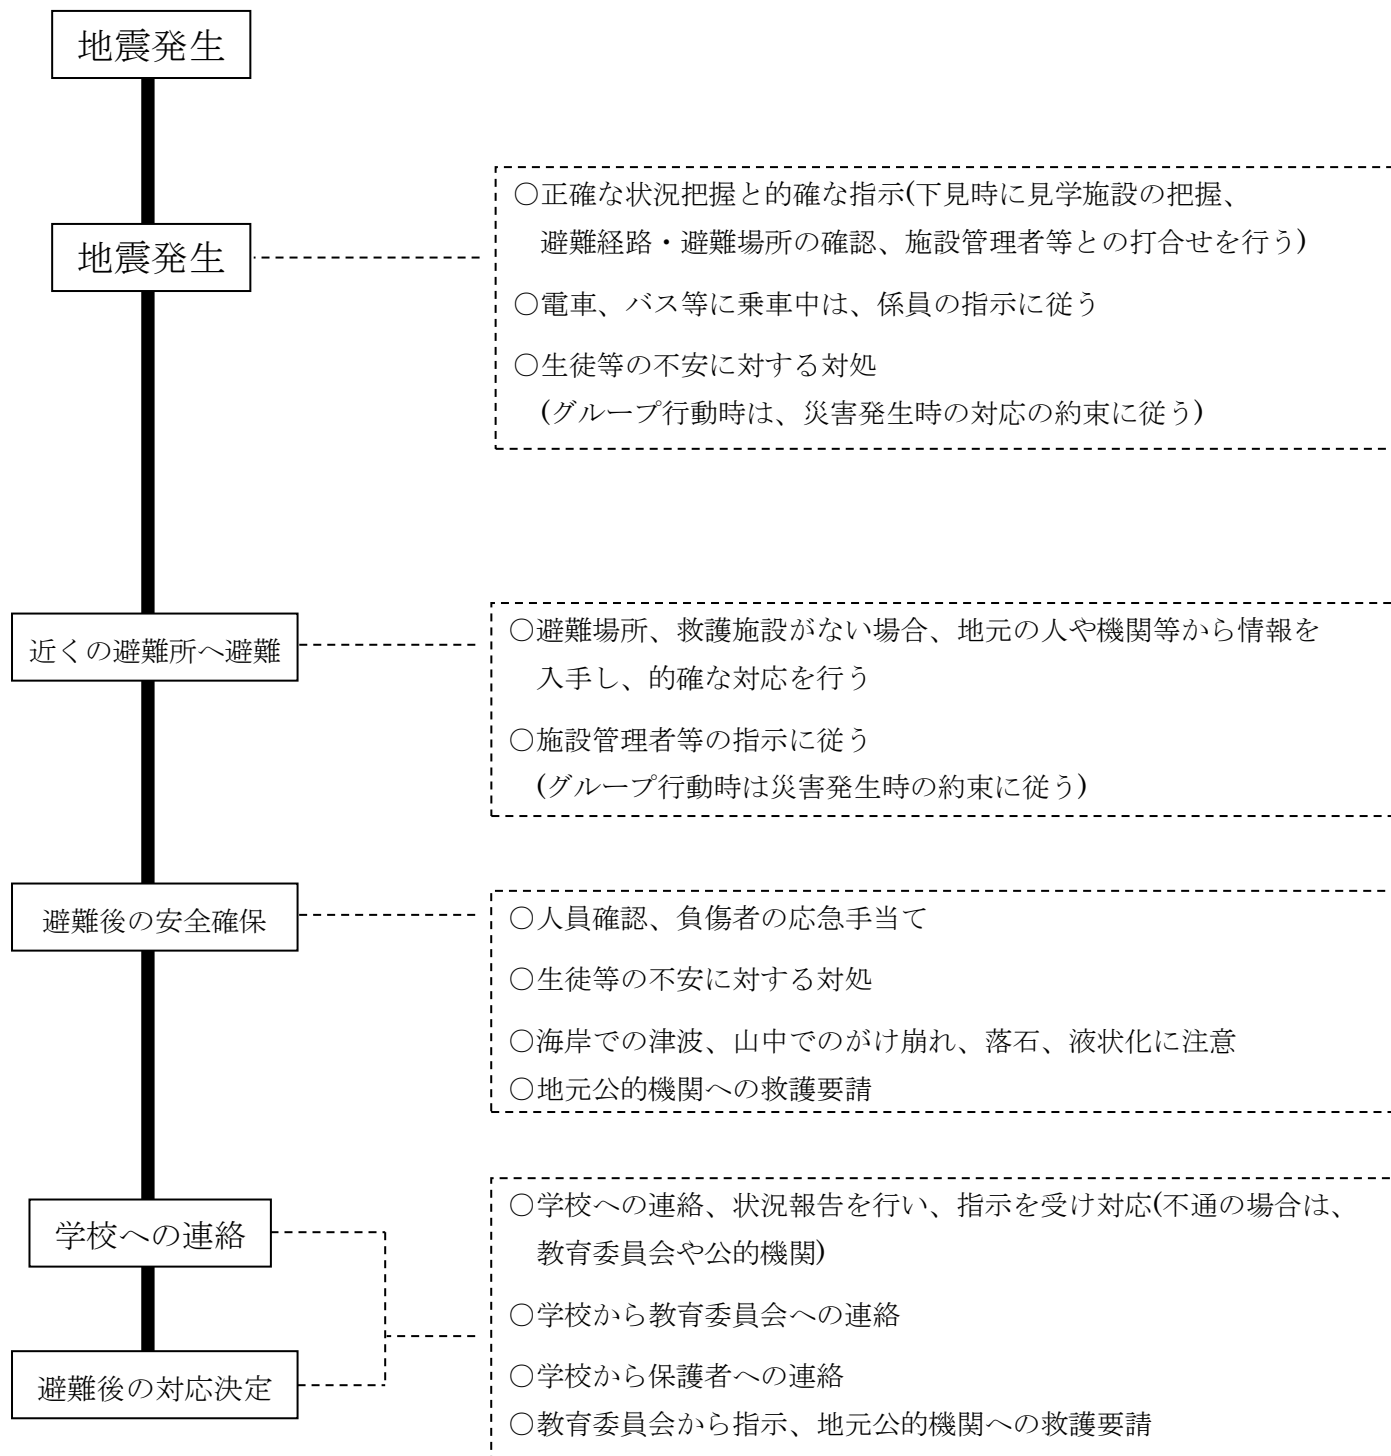 地震発生
地震発生
○正確な状況把握と的確な指示(下見時に見学施設の把握、
避難経路・避難場所の確認、施設管理者等との打合せを行う)
○電車、バス等に乗車中は、係員の指示に従う
○生徒等の不安に対する対処
(グループ行動時は、災害発生時の対応の約束に従う)
近くの避難所へ避難
○避難場所、救護施設がない場合、地元の人や機関等から情報を
入手し、的確な対応を行う
○施設管理者等の指示に従う
(グループ行動時は災害発生時の約束に従う)
避難後の安全確保
○人員確認、負傷者の応急手当て
○生徒等の不安に対する対処
○海岸での津波、山中でのがけ崩れ、落石、液状化に注意
○地元公的機関への救護要請
学校への連絡
避難後の対応決定
○学校への連絡、状況報告を行い、指示を受け対応(不通の場合は、
教育委員会や公的機関)
○学校から教育委員会への連絡
○学校から保護者への連絡
○教育委員会から指示、地元公的機関への救護要請